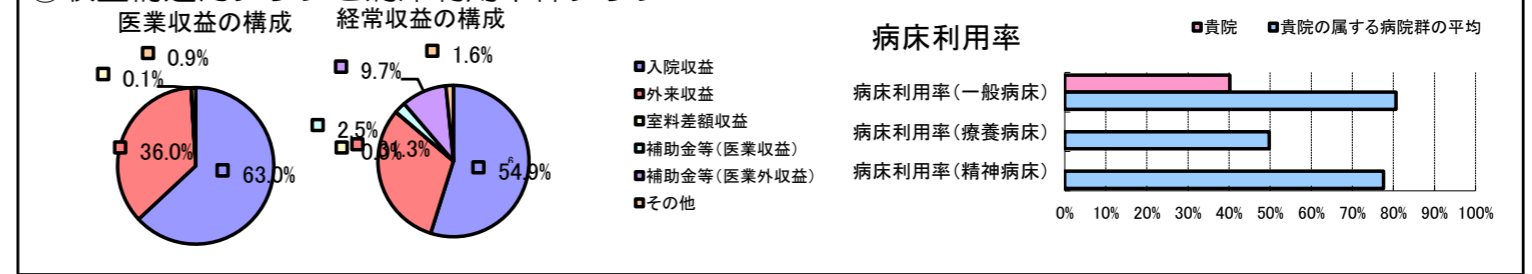 医業収益の構成
経常収益の構成
0.9%
0.1%
36.0%
63.0%
1.6%
9.7%
2.5%
0.0%
31.3%
54.9%
入院収益
外来収益
室料差額収益
補助金等(医業収益)
補助金等(医業外収益)
その他
病床利用率
貴院
貴院の属する病院群の平均
病床利用率(一般病床)
病床利用率(療養病床)
病床利用率(精神病床)
0% 10% 20% 30% 40% 50% 60% 70% 80% 90% 100%